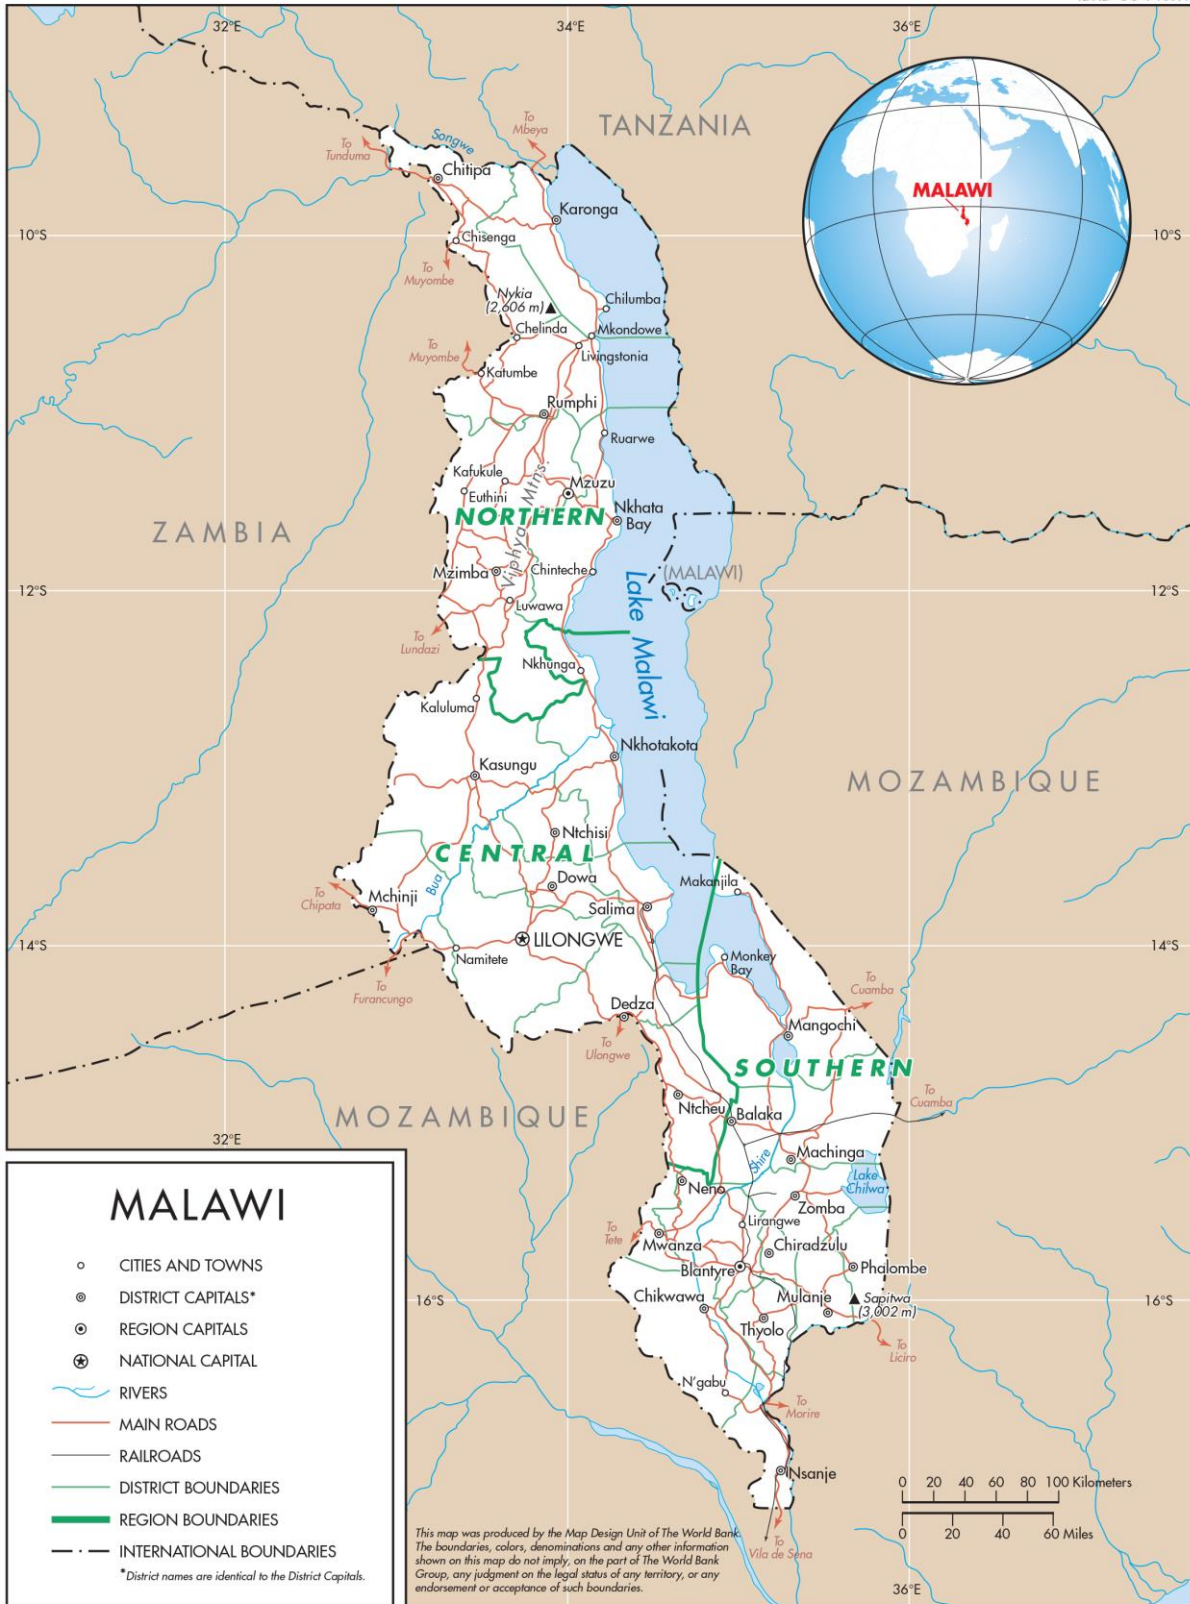 32°E
34°E
36°E
TANZANIA
To
Mbeya
To
Tunduma
Songwe
Chitipa
Karonga
MALAWI
10°S
10°S
Chisenga
To
Muyombe
Nykia
(2,606 m)
Chilumba
Chelinda
Mkondowe
Livingstonia
To
Muyombe
Katumbe
Rumphi
Ruarwe
Kafukule
Euthini
Mzuzu
Viphya Mtns.
NORTHERN
Nkhata
Bay
ZAMBIA
Mzimba
Chinteche
(MALAWI)
Lake Malawi
12°S
12°S
Luwawa
To
Lundazi
Nkhunga
Kaluluma
Nkhotakota
Kasungu
MOZAMBIQUE
Ntchisi
CENTRAL
Bua
Dowa
Makanjila
To
Chipata
Mchinji
Salima
14°S
LILONGWE
14°S
Namitete
Monkey
Bay
To
Furancungo
To
Cuamba
Dedza
Mangochi
To
Ulongwe
SOUTHERN
To
Cuamba
MOZAMBIQUE
Ntcheu
Balaka
32°E
Shire
Machinga
Lake
Chilwa
Neno
Zomba
Lirangwe
To
Tete
Mwanza
Chiradzulu
Blantyre
Phalombe
Chikwawa
Mulanje
Sapitwa
(3,002 m)
16°S
16°S
Thyolo
To
Liciro
N'gabu
To
Morire
Nsanje
To
Vila de Sena
MALAWI
CITIES AND TOWNS
DISTRICT CAPITALS*
REGION CAPITALS
NATIONAL CAPITAL
RIVERS
MAIN ROADS
RAILROADS
DISTRICT BOUNDARIES
REGION BOUNDARIES
INTERNATIONAL BOUNDARIES
*District names are identical to the District Capitals.
This map was produced by the Map Design Unit of The World Bank.
The boundaries, colors, denominations and any other information
shown on this map do not imply, on the part of The World Bank
Group, any judgment on the legal status of any territory, or any
endorsement or acceptance of such boundaries.
0 20 40 60 80 100 Kilometers
0 20 40 60 Miles
36°E